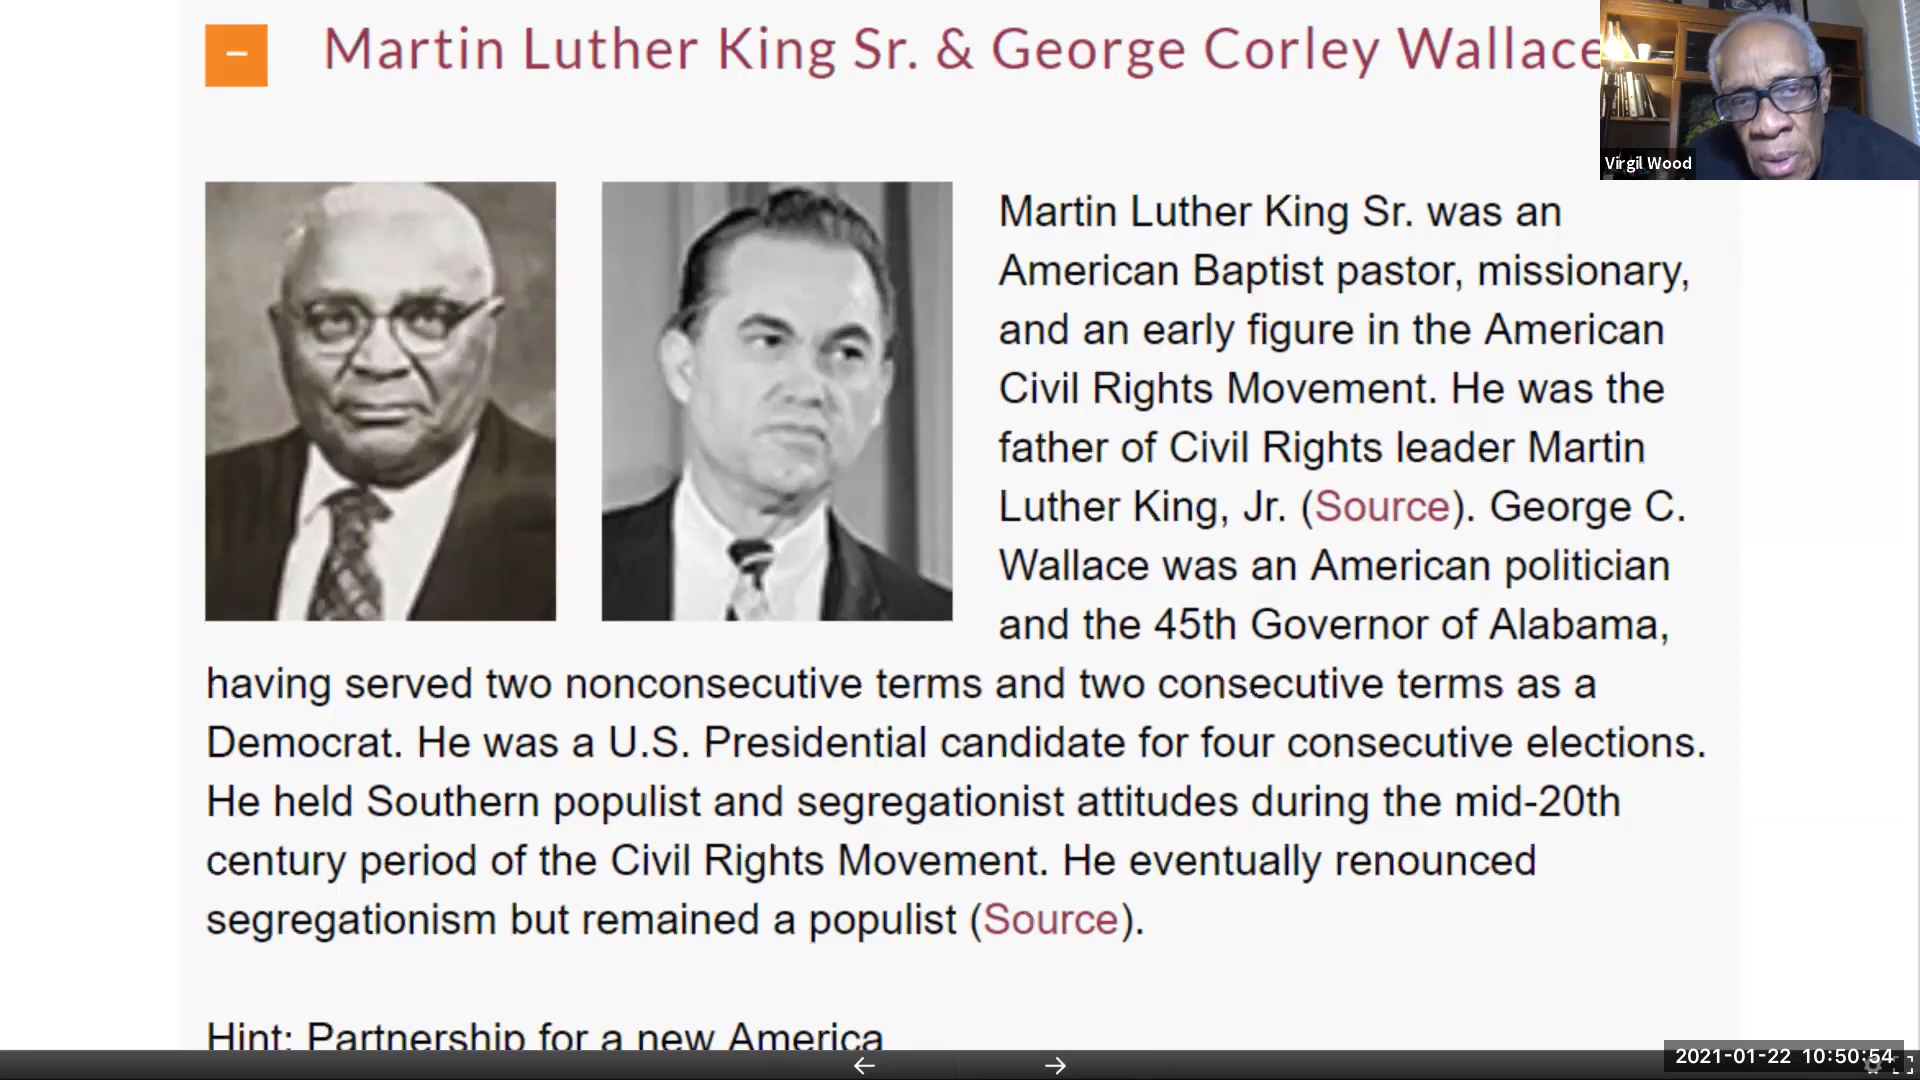 Martin Luther King Sr. & George Corley Wallace
Virgil Wood
Martin Luther King Sr. was an
American Baptist pastor, missionary,
and an early figure in the American
Civil Rights Movement. He was the
father of Civil Rights leader Martin
Luther King, Jr. (Source). George C.
Wallace was an American politician
and the 45th Governor of Alabama,
having served two nonconsecutive terms and two consecutive terms as a
Democrat. He was a U.S. Presidential candidate for four consecutive elections.
He held Southern populist and segregationist attitudes during the mid-20th
century period of the Civil Rights Movement. He eventually renounced
segregationism but remained a populist (Source).
Hint: Partnership for a new America
2021-01-22 10:50:54